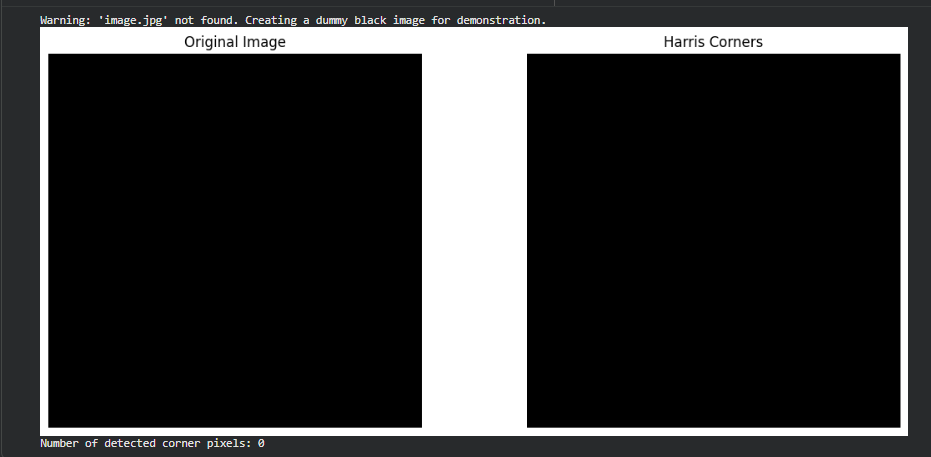 Warning: 'image.jpg' not found. Creating a dummy black image for demonstration.
Original Image
Harris Corners
Number of detected corner pixels: 0